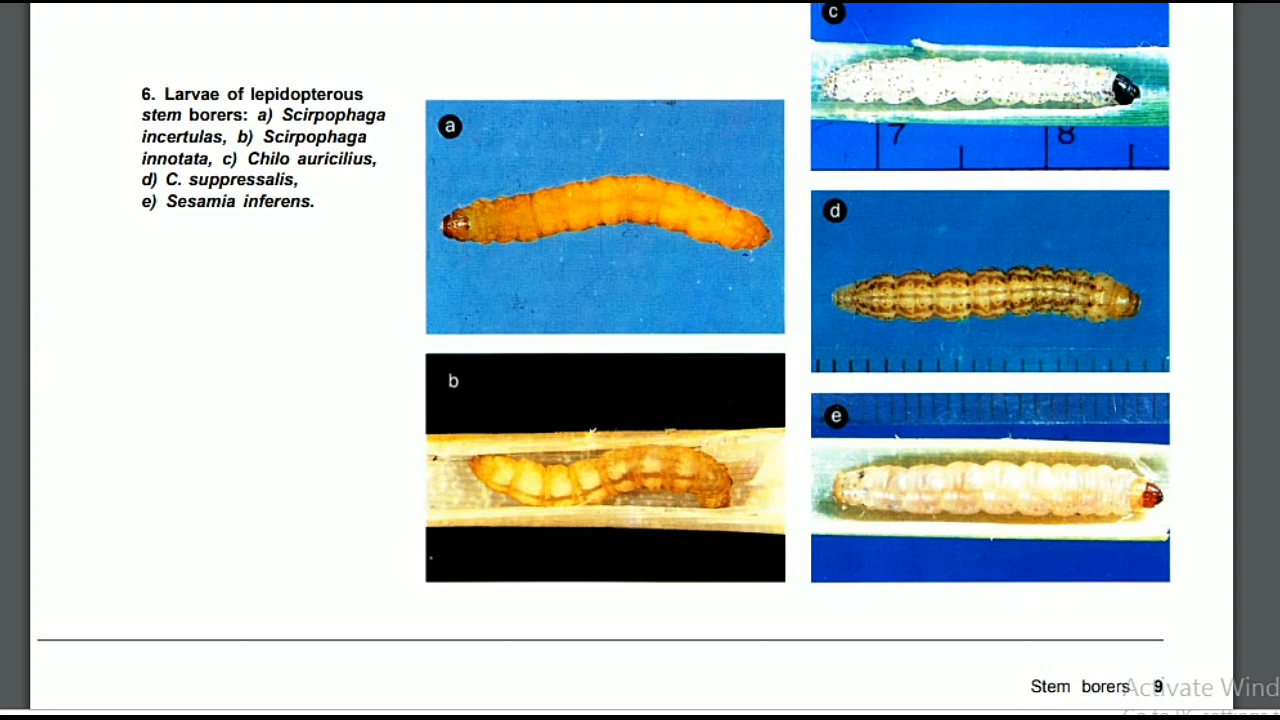 6. Larvae of lepidopterous
stem borers: a) Scirpophaga
incertulas, b) Scirpophaga
innotata, c) Chilo auricilius,
d) C. suppressalis,
e) Sesamia inferens.
a
b
c
7 8
d
e
Stem borers 9
Activate Wind